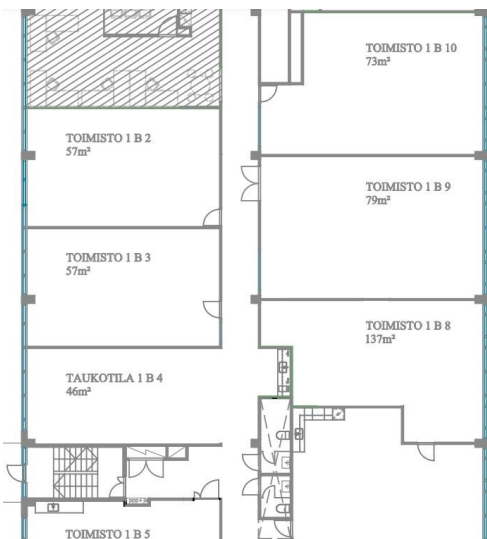 TOIMISTO 1 B 10
73m²
TOIMISTO 1 B 2
57m²
TOIMISTO 1 B 9
79m²
TOIMISTO 1 B 3
57m²
TOIMISTO 1 B 8
137m²
TAUKOTILA 1 B 4
46m²
TOIMISTO 1 B 5